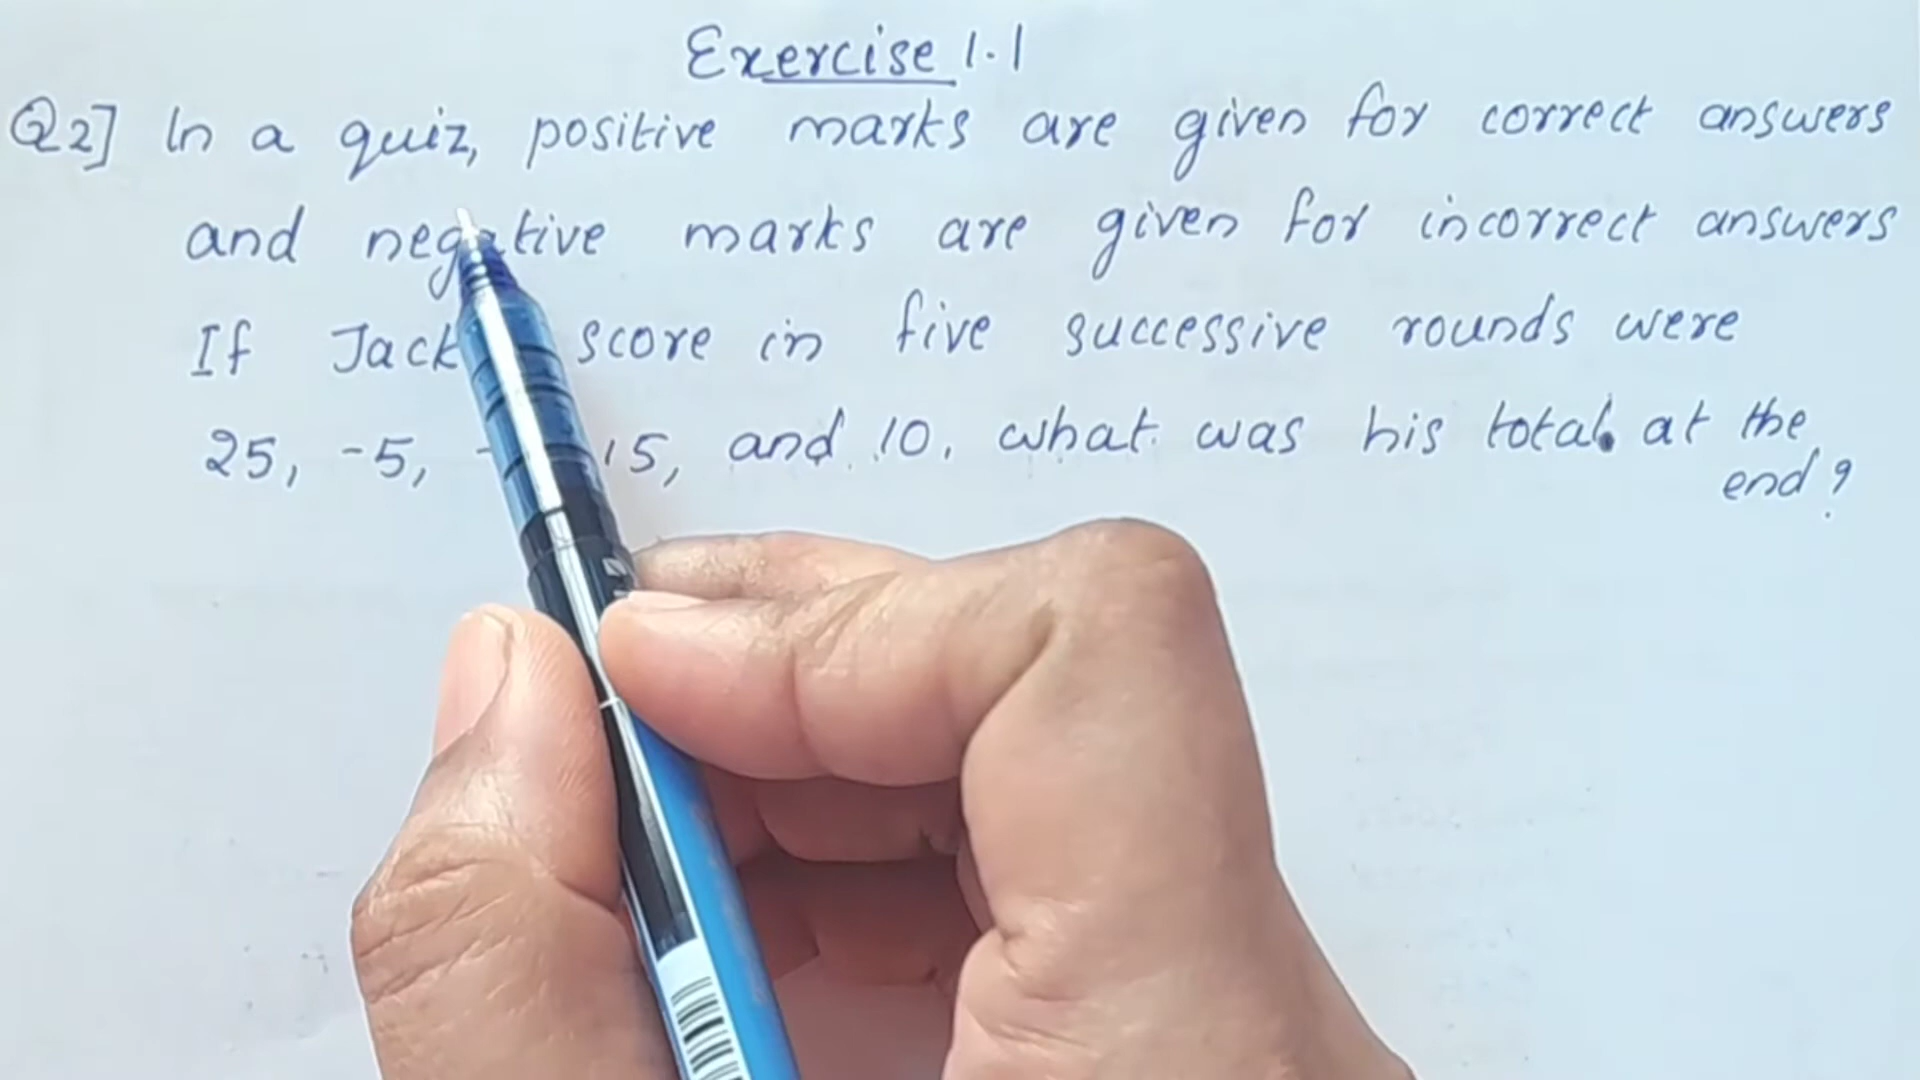 Exercise 1.1
Q2] In a quiz, positive marks are given for correct answers
and negative marks are given for incorrect answers
If Jack score in five successive rounds were
25, -5, 15, and 10, what was his total at the
end?